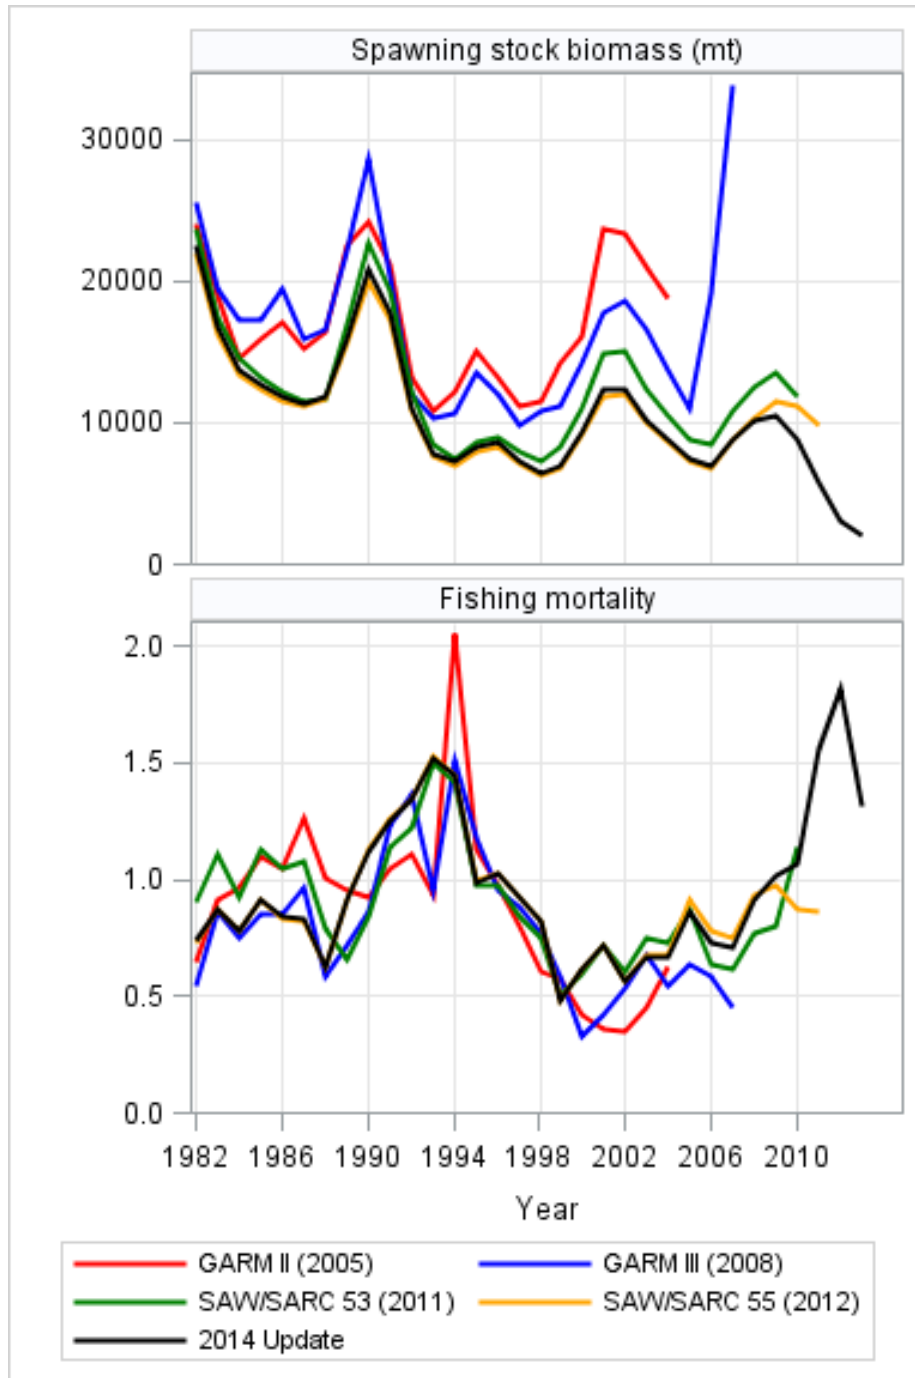 Spawning stock biomass (mt)
30000
20000
10000
0
Fishing mortality
2.0
1.5
1.0
0.5
0.0
1982 1986 1990 1994 1998 2002 2006 2010
Year
GARM II (2005) GARM III (2008)
SAW/SARC 53 (2011) SAW/SARC 55 (2012)
2014 Update